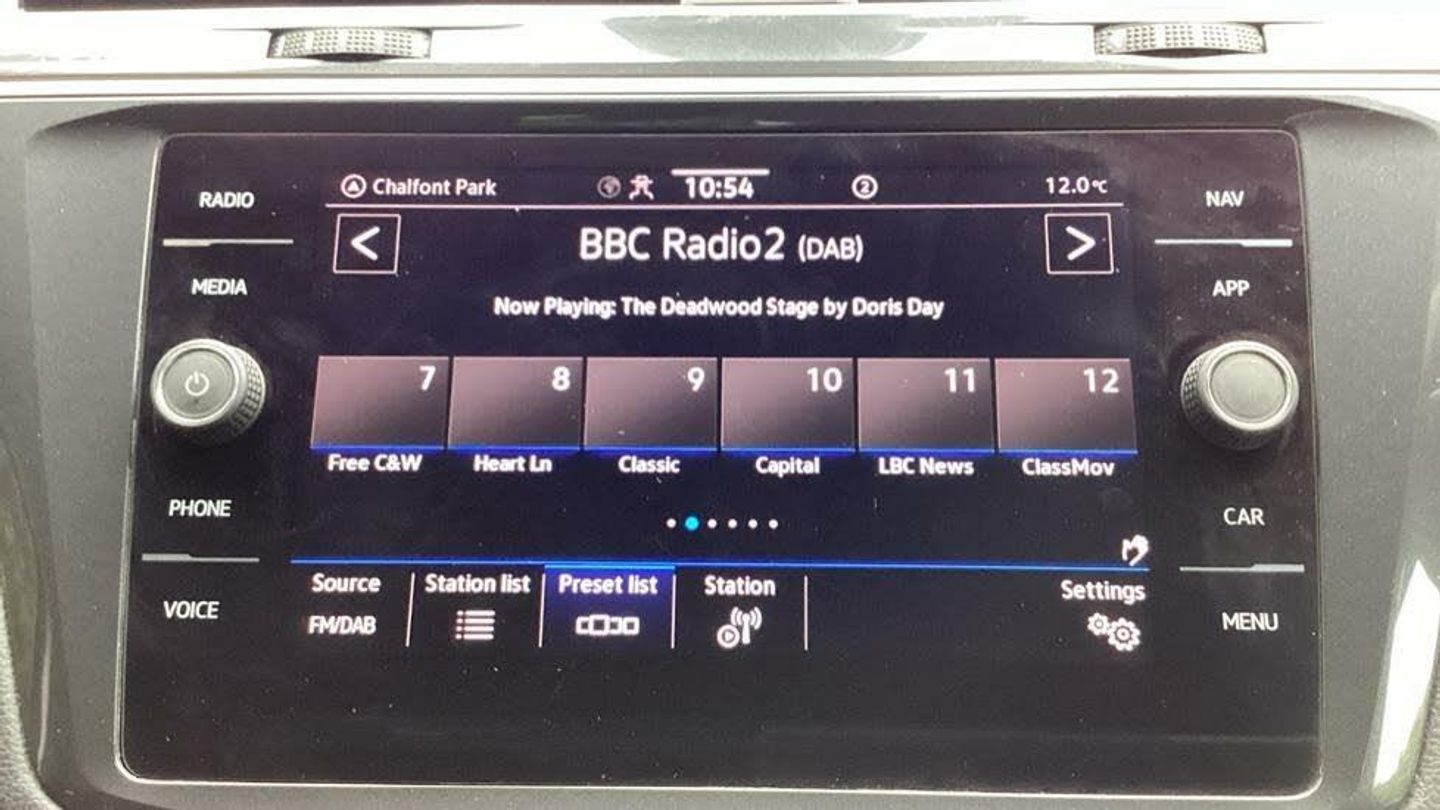 RADIO
MEDIA
PHONE
VOICE
A Chalfont Park
10:54
2
12.0°C
< BBC Radio2 (DAB) >
Now Playing: The Deadwood Stage by Doris Day
7 8 9 10 11 12
Free C&W Heart Ln Classic Capital LBC News ClassMov
Source Station list Preset list Station Settings
FM/DAB
NAV
APP
CAR
MENU